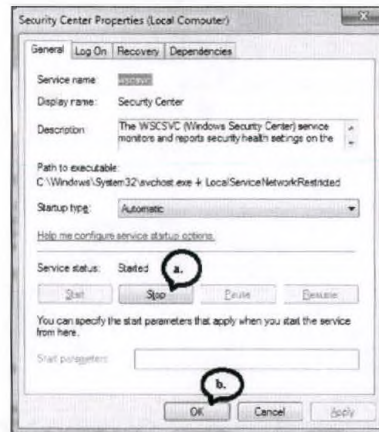 Security Center Properties (Local Computer)
General Log On Recovery Dependencies
Service name: wscsvc
Display name: Security Center
Description: The WSCSVC (Windows Security Center) service
monitors and reports security health settings on the
Path to executable:
C:\Windows\System32\svchost.exe -k LocalServiceNetworkRestricted
Startup type: Automatic
Help me configure service startup options.
Service status: Started
a.
Start Stop Pause Resume
You can specify the start parameters that apply when you start the service
from here.
Start parameters:
b.
OK Cancel Apply